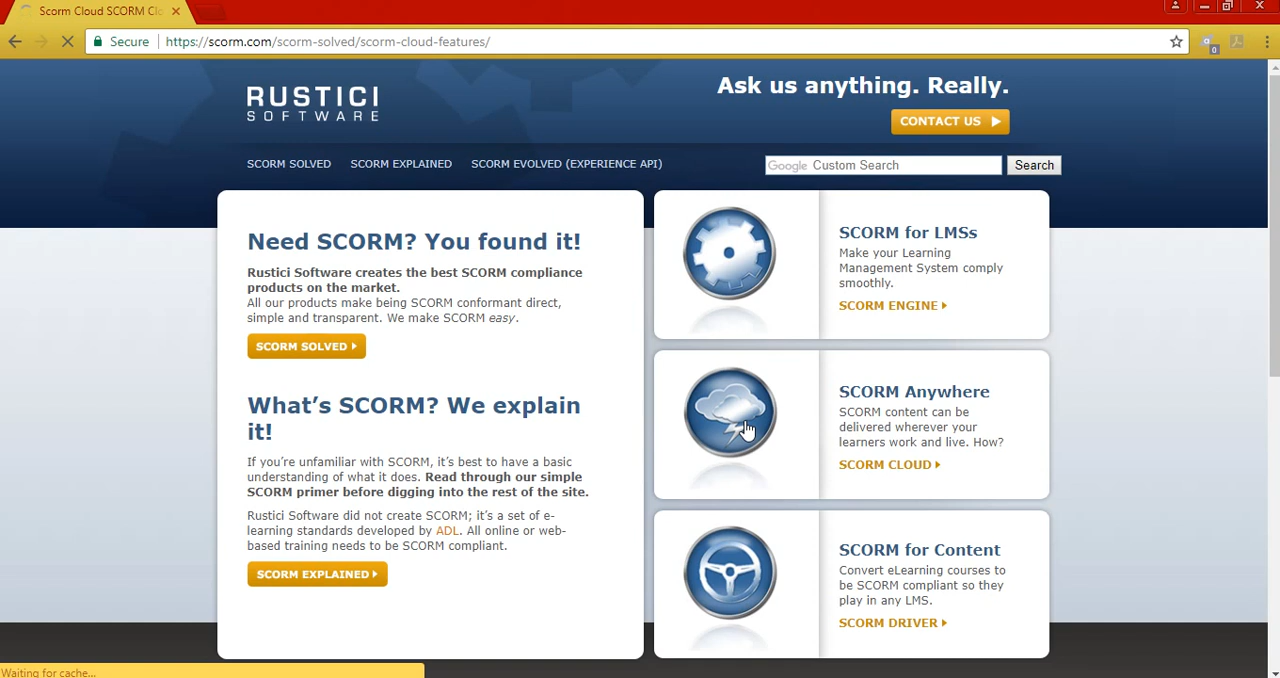 Scorm Cloud SCORM Clo
Secure
https://scorm.com/scorm-solved/scorm-cloud-features/
0
RUSTICI
SOFTWARE
Ask us anything. Really.
CONTACT US
SCORM SOLVED
SCORM EXPLAINED
SCORM EVOLVED (EXPERIENCE API)
Google Custom Search
Search
Need SCORM? You found it!
Rustici Software creates the best SCORM compliance
products on the market.
All our products make being SCORM conformant direct,
simple and transparent. We make SCORM easy.
SCORM SOLVED
What’s SCORM? We explain
it!
If you’re unfamiliar with SCORM, it’s best to have a basic
understanding of what it does. Read through our simple
SCORM primer before digging into the rest of the site.
Rustici Software did not create SCORM; it’s a set of e-
learning standards developed by ADL. All online or web-
based training needs to be SCORM compliant.
SCORM EXPLAINED
SCORM for LMSs
Make your Learning
Management System comply
smoothly.
SCORM ENGINE
SCORM Anywhere
SCORM content can be
delivered wherever your
learners work and live. How?
SCORM CLOUD
SCORM for Content
Convert eLearning courses to
be SCORM compliant so they
play in any LMS.
SCORM DRIVER
Waiting for cache...